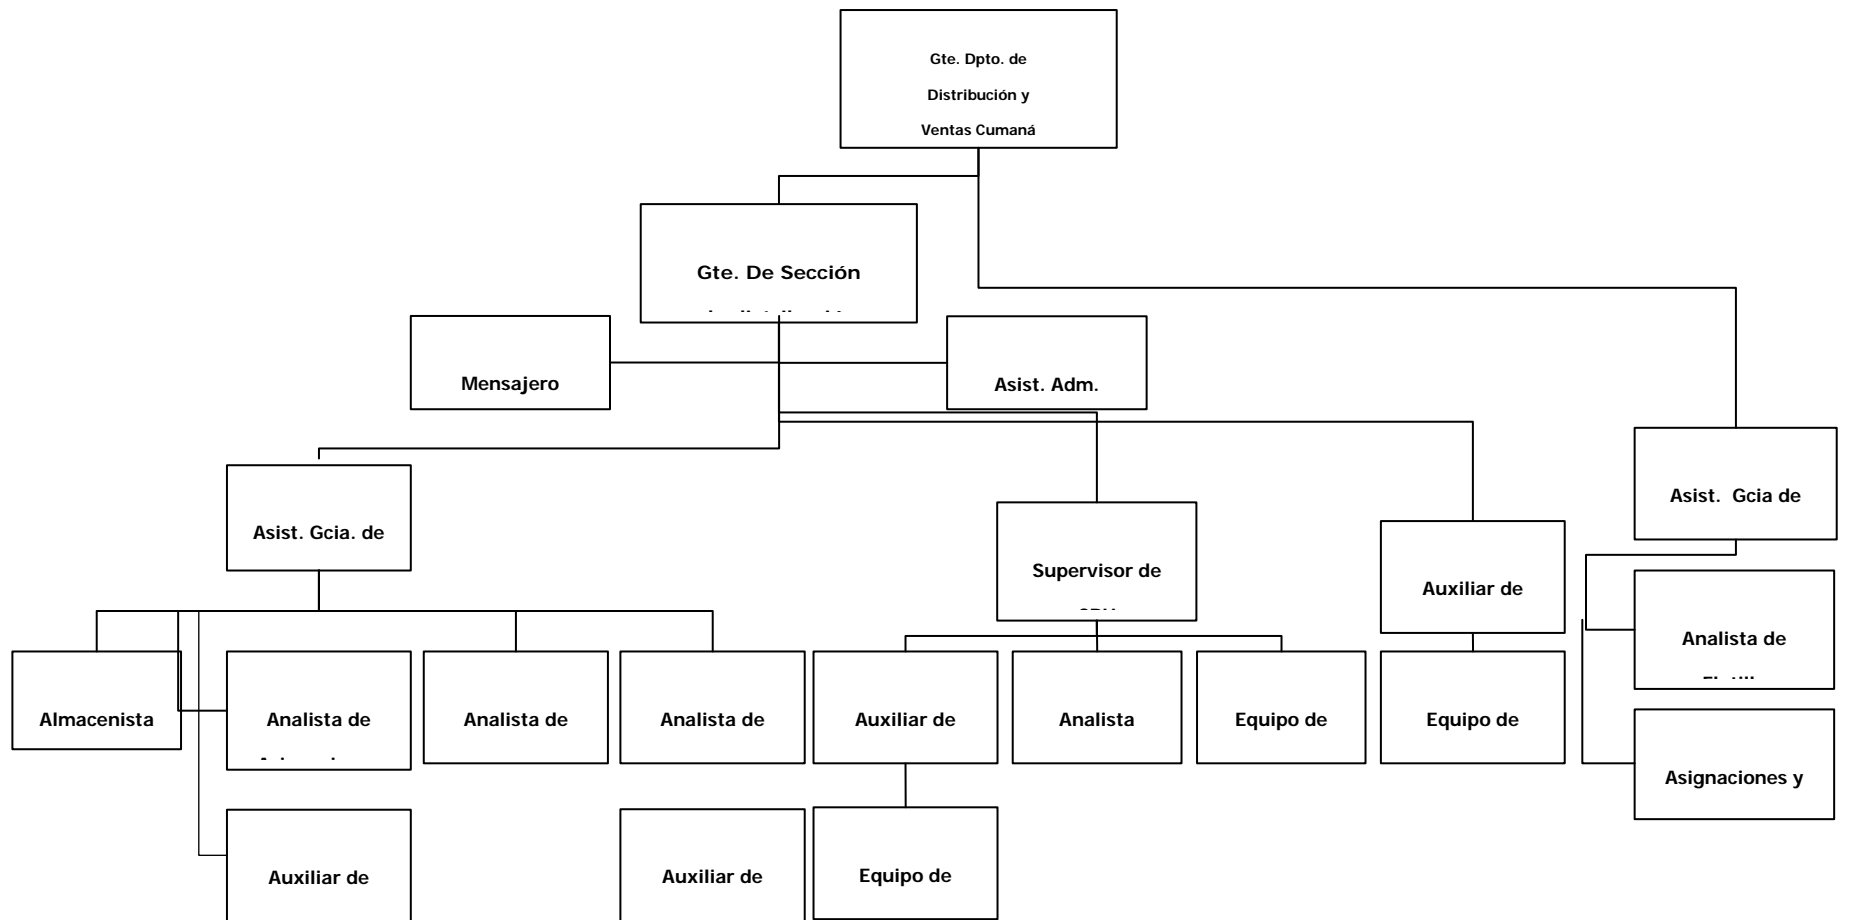 Gte. Dpto. de
Distribución y
Ventas Cumaná
Gte. De Sección
Mensajero
Asist. Adm.
Asist. Gcia. de
Supervisor de
Auxiliar de
Asist. Gcia de
Analista de
Asignaciones y
Almacenista
Analista de
Analista de
Analista de
Auxiliar de
Analista
Equipo de
Equipo de
Auxiliar de
Auxiliar de
Equipo de